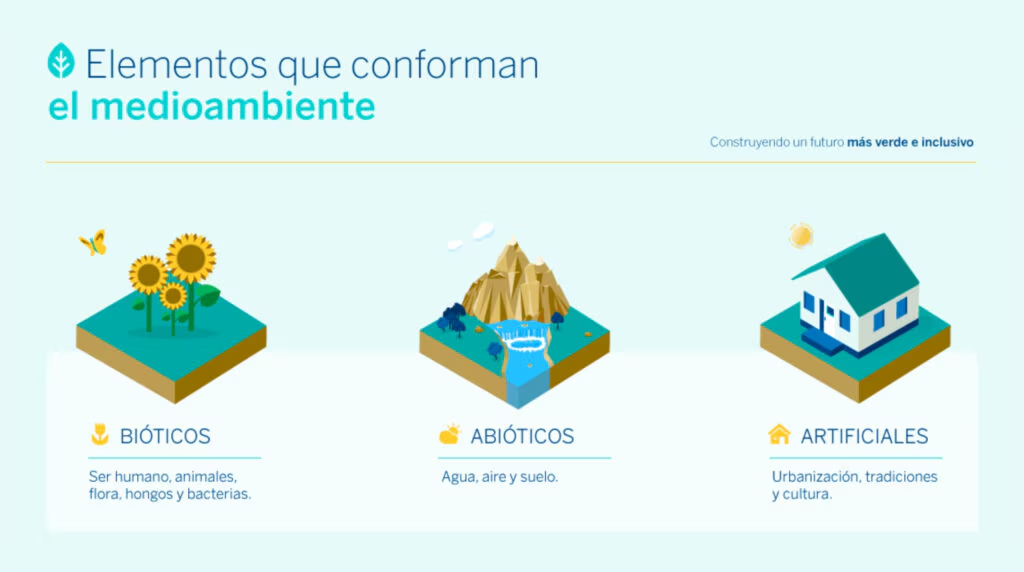 Elementos que conforman
el medioambiente
Construyendo un futuro más verde e inclusivo
BIÓTICOS
Ser humano, animales,
flora, hongos y bacterias.
ABIÓTICOS
Agua, aire y suelo.
ARTIFICIALES
Urbanización, tradiciones
y cultura.